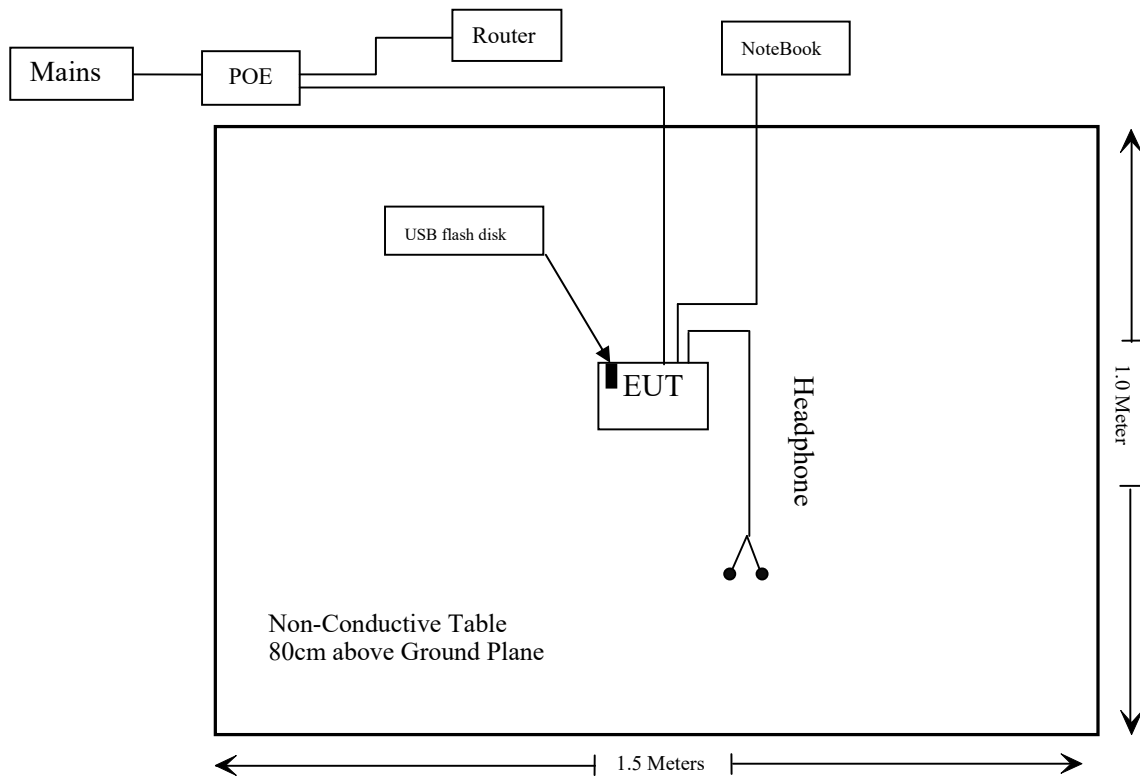 Router
NoteBook
Mains
POE
USB flash disk
EUT
Headphone
1.0 Meter
Non-Conductive Table
80cm above Ground Plane
1.5 Meters